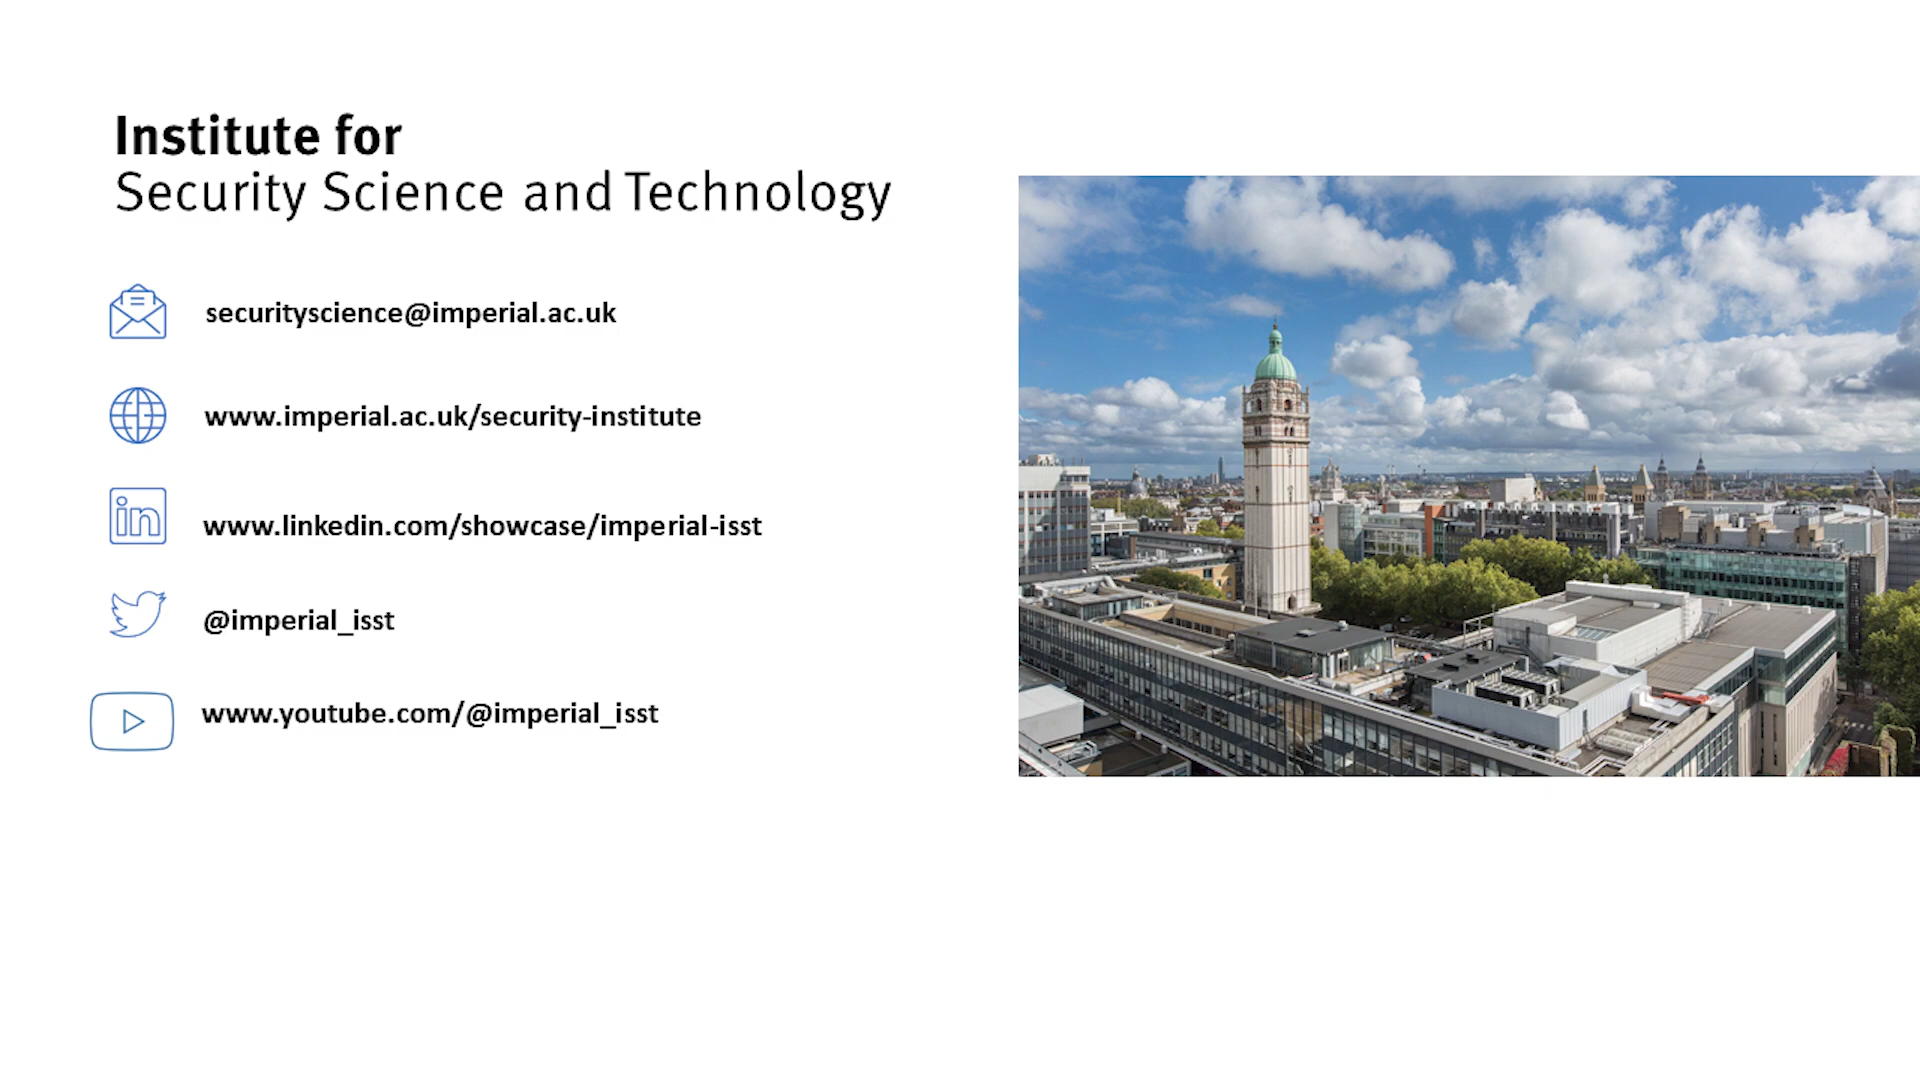 Institute for
Security Science and Technology
securityscience@imperial.ac.uk
www.imperial.ac.uk/security-institute
in
www.linkedin.com/showcase/imperial-isst
@imperial_isst
www.youtube.com/@imperial_isst